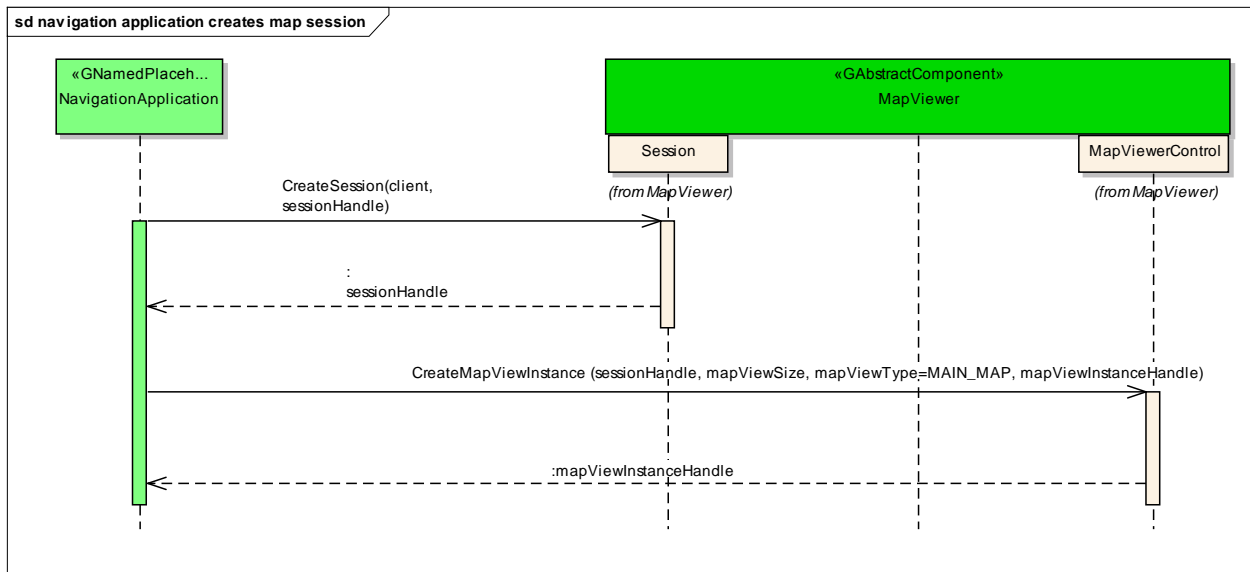 sd navigation application creates map session
«GNamedPlaceh...
NavigationApplication
«GAbstractComponent»
MapViewer
Session
MapViewerControl
(from MapViewer)
(from MapViewer)
CreateSession(client,
sessionHandle)
:
sessionHandle
CreateMapViewInstance (sessionHandle, mapViewSize, mapViewType=MAIN_MAP, mapViewInstanceHandle)
:mapViewInstanceHandle